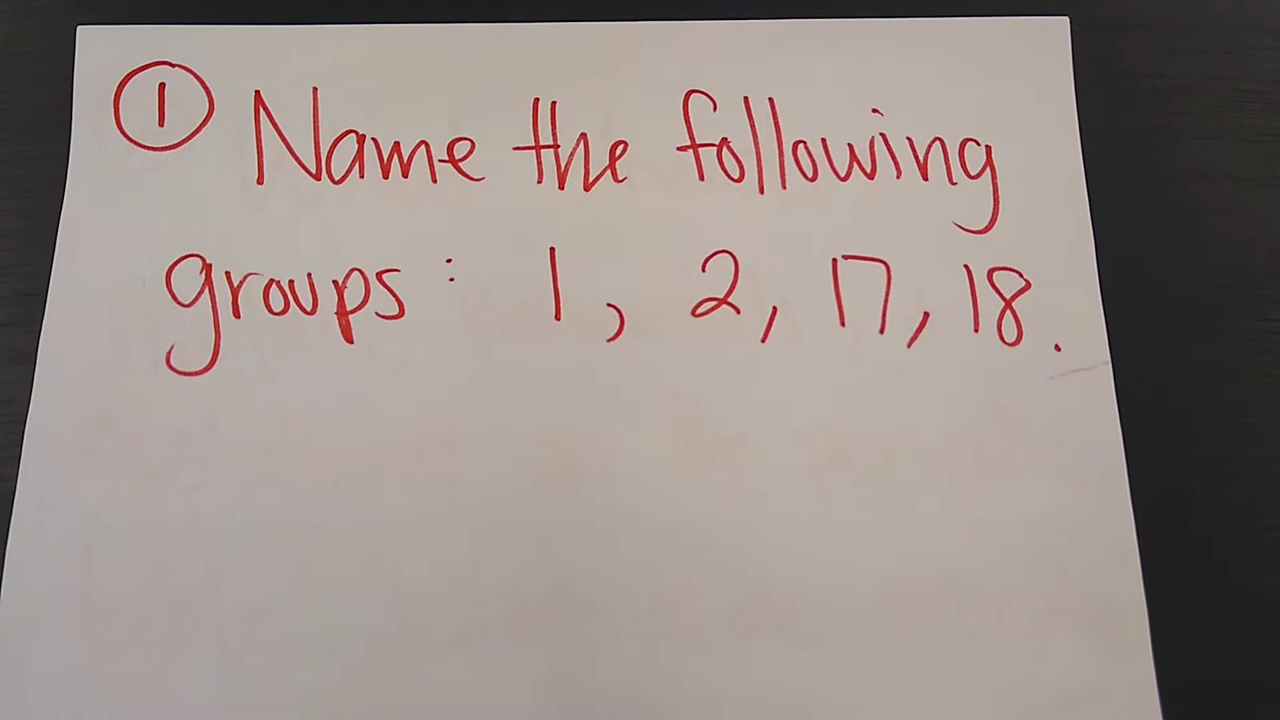 ① Name the following
groups : 1, 2, 17, 18.